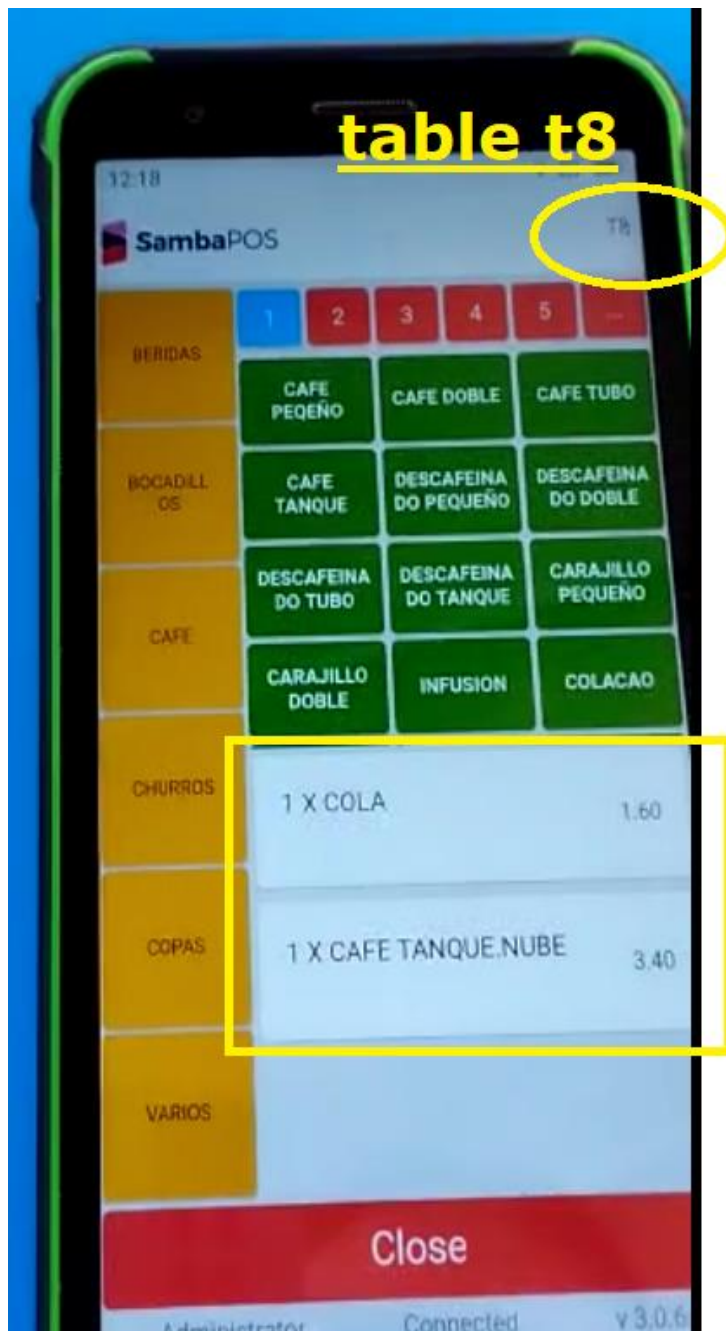 table t8
12:18
SambaPOS
T8
BEBIDAS
1 2 3 4 5 ...
CAFE
PEQEÑO
CAFE DOBLE
CAFE TUBO
BOCADILL
OS
CAFE
TANQUE
DESCAFEINA
DO PEQUEÑO
DESCAFEINA
DO DOBLE
CAFE
DESCAFEINA
DO TUBO
DESCAFEINA
DO TANQUE
CARAJILLO
PEQUEÑO
CARAJILLO
DOBLE
INFUSION
COLACAO
CHURROS
1 X COLA 1.60
COPAS
1 X CAFE TANQUE.NUBE 3.40
VARIOS
Close
Administrator Connected v 3.0.6